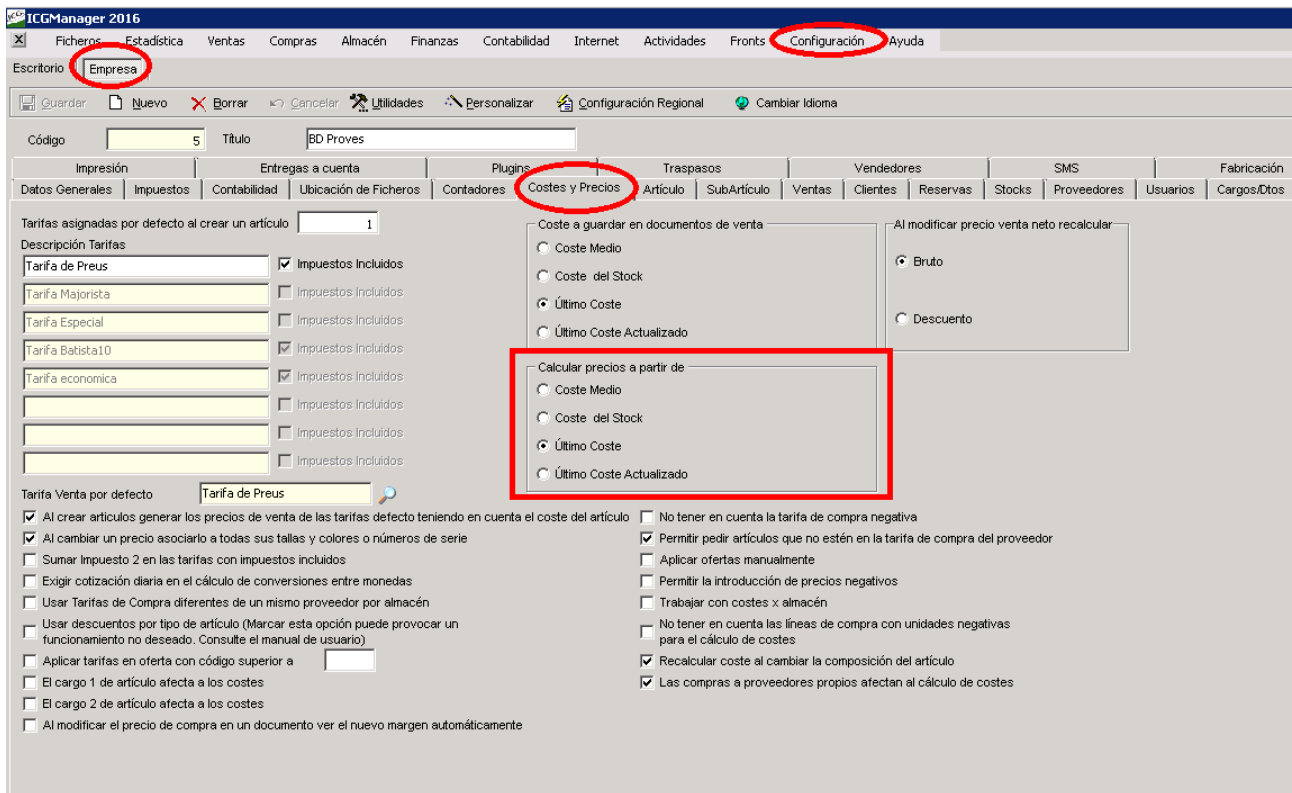 ICGManager 2016
Ficheros Estadística Ventas Compras Almacén Finanzas Contabilidad Internet Actividades Fronts Configuración Ayuda
Escritorio Empresa
Guardar Nuevo Borrar Cancelar Utilidades Personalizar Configuración Regional Cambiar Idioma
Código 5 Título BD Proves
Impresión Entregas a cuenta Plugins Traspasos Vendedores SMS Fabricación
Datos Generales Impuestos Contabilidad Ubicación de Ficheros Contadores Costes y Precios Artículo SubArtículo Ventas Clientes Reservas Stocks Proveedores Usuarios Cargos/Dtos
Tarifas asignadas por defecto al crear un artículo 1
Descripción Tarifas
Tarifa de Preus Impuestos Incluidos
Tarifa Majorista Impuestos Incluidos
Tarifa Especial Impuestos Incluidos
Tarifa Batista10 Impuestos Incluidos
Tarifa economica Impuestos Incluidos
Impuestos Incluidos
Impuestos Incluidos
Impuestos Incluidos
Tarifa Venta por defecto Tarifa de Preus
Coste a guardar en documentos de venta
Coste Medio
Coste del Stock
Último Coste
Último Coste Actualizado
Al modificar precio venta neto recalcular
Bruto
Descuento
Calcular precios a partir de
Coste Medio
Coste del Stock
Último Coste
Último Coste Actualizado
Al crear articulos generar los precios de venta de las tarifas defecto teniendo en cuenta el coste del artículo
Al cambiar un precio asociarlo a todas sus tallas y colores o números de serie
Sumar Impuesto 2 en las tarifas con impuestos incluidos
Exigir cotización diaria en el cálculo de conversiones entre monedas
Usar Tarifas de Compra diferentes de un mismo proveedor por almacén
Usar descuentos por tipo de artículo (Marcar esta opción puede provocar un
funcionamiento no deseado. Consulte el manual de usuario)
Aplicar tarifas en oferta con código superior a
El cargo 1 de artículo afecta a los costes
El cargo 2 de artículo afecta a los costes
Al modificar el precio de compra en un documento ver el nuevo margen automáticamente
No tener en cuenta la tarifa de compra negativa
Permitir pedir artículos que no estén en la tarifa de compra del proveedor
Aplicar ofertas manualmente
Permitir la introducción de precios negativos
Trabajar con costes x almacén
No tener en cuenta las líneas de compra con unidades negativas
para el cálculo de costes
Recalcular coste al cambiar la composición del artículo
Las compras a proveedores propios afectan al cálculo de costes